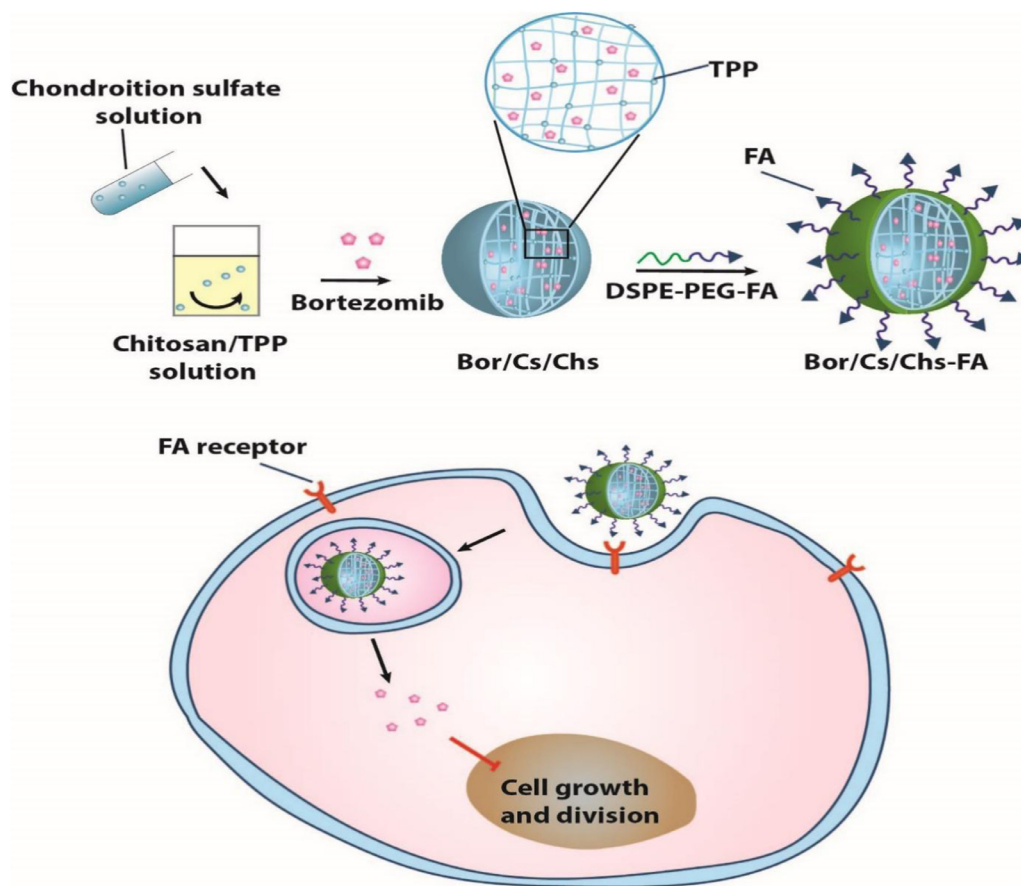 Chondroition sulfate
solution
TPP
FA
Bortezomib
DSPE-PEG-FA
Chitosan/TPP
solution
Bor/Cs/Chs
Bor/Cs/Chs-FA
FA receptor
Cell growth
and division